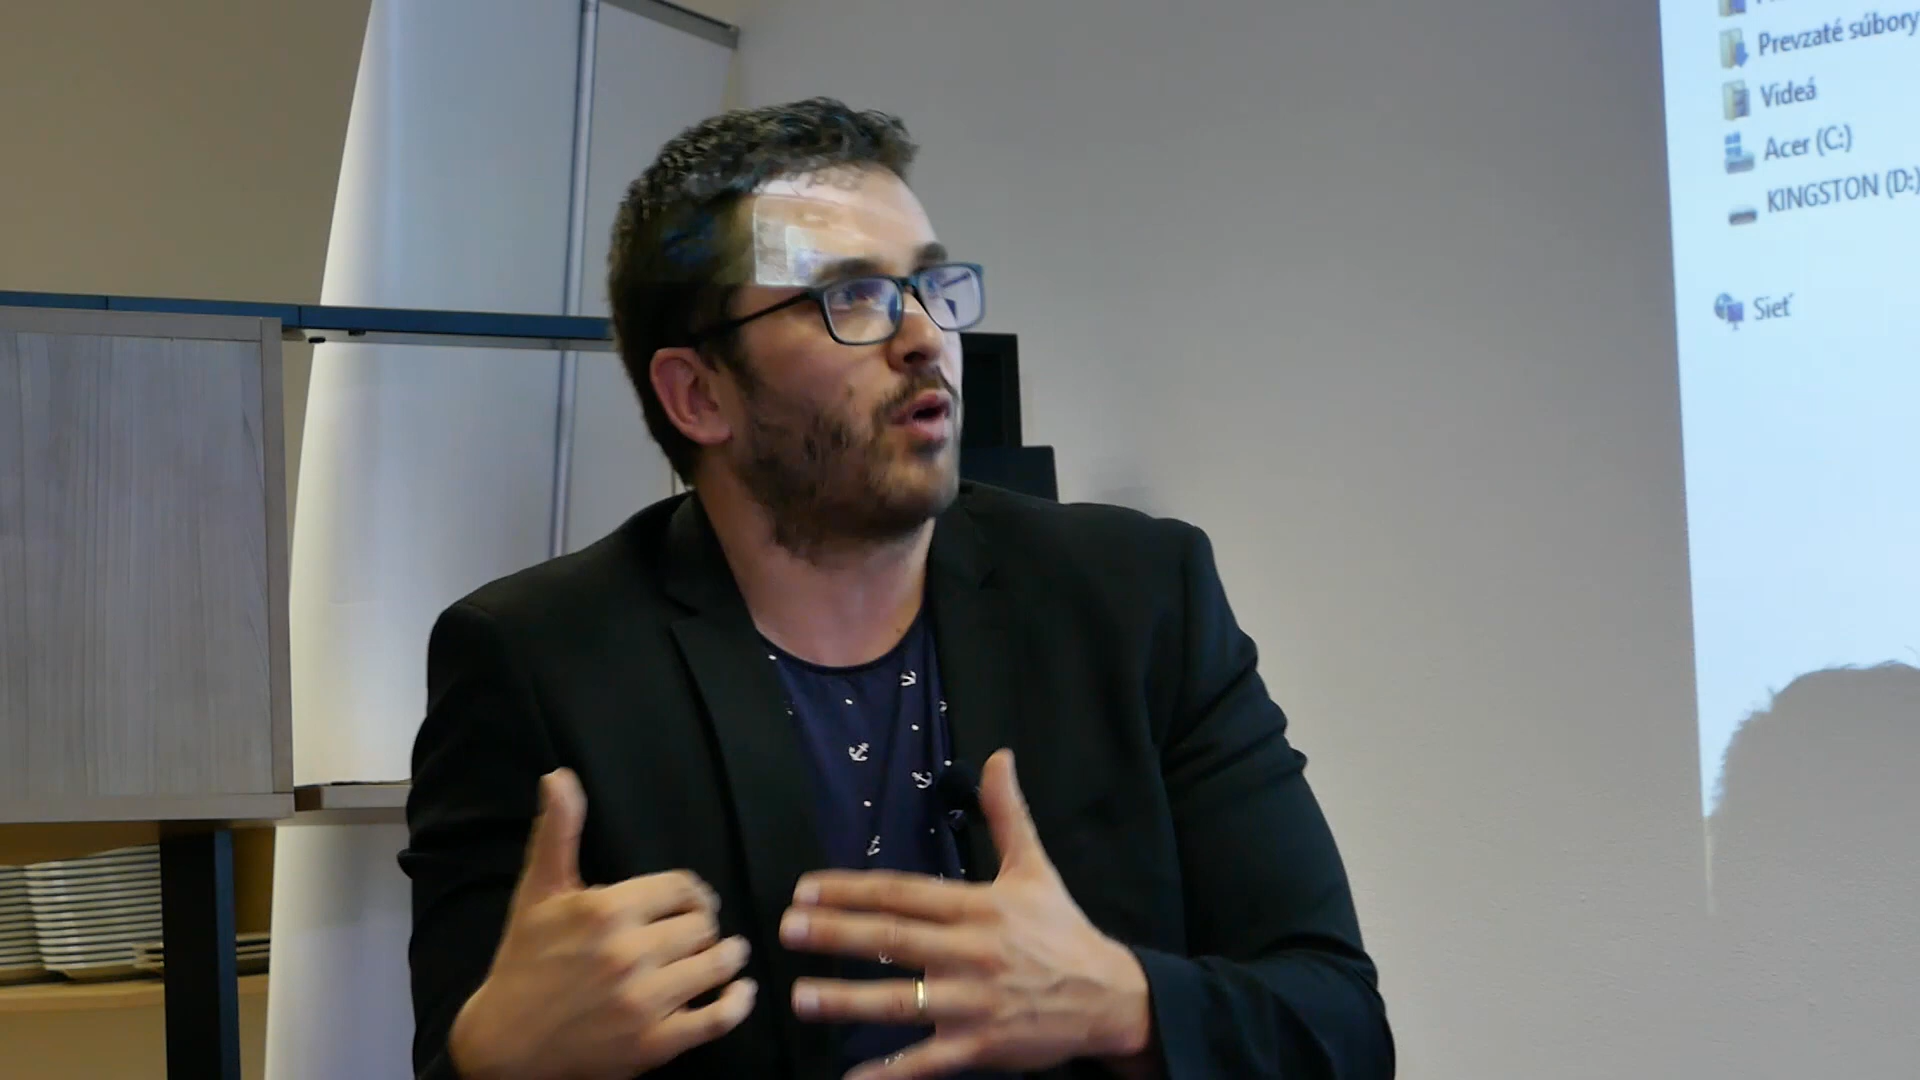 Prevzaté súbory
Videá
Acer (C:)
KINGSTON (D:)
Sieť